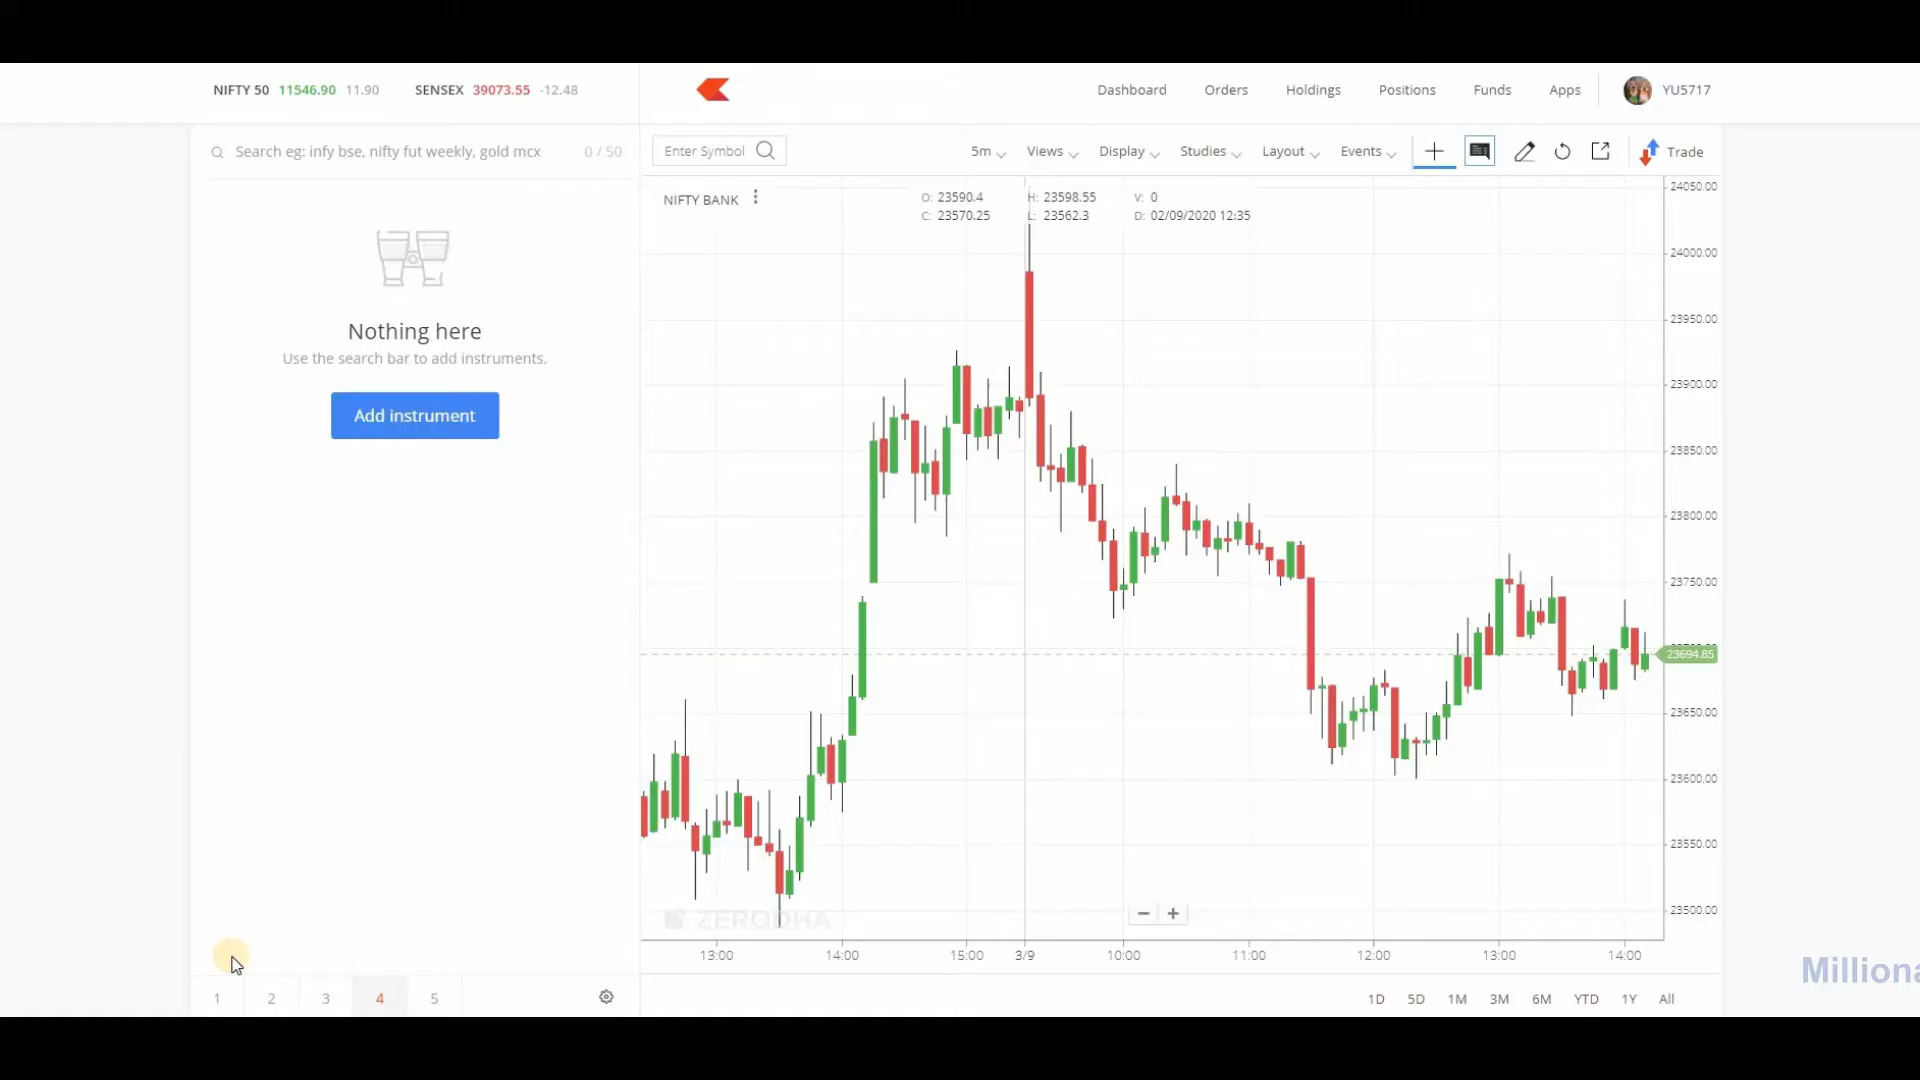 NIFTY 50 11546.90 11.90 SENSEX 39073.55 -12.48
Dashboard Orders Holdings Positions Funds Apps YU5717
Search eg: infy bse, nifty fut weekly, gold mcx 0 / 50
Enter Symbol 5m Views Display Studies Layout Events Trade
NIFTY BANK
O: 23590.4 H: 23598.55 V: 0
C: 23570.25 L: 23562.3 D: 02/09/2020 12:35
Nothing here
Use the search bar to add instruments.
Add instrument
24050.00
24000.00
23950.00
23900.00
23850.00
23800.00
23750.00
23694.85
23650.00
23600.00
23550.00
23500.00
ZERODHA
13:00 14:00 15:00 3/9 10:00 11:00 12:00 13:00 14:00
1 2 3 4 5
1D 5D 1M 3M 6M YTD 1Y All